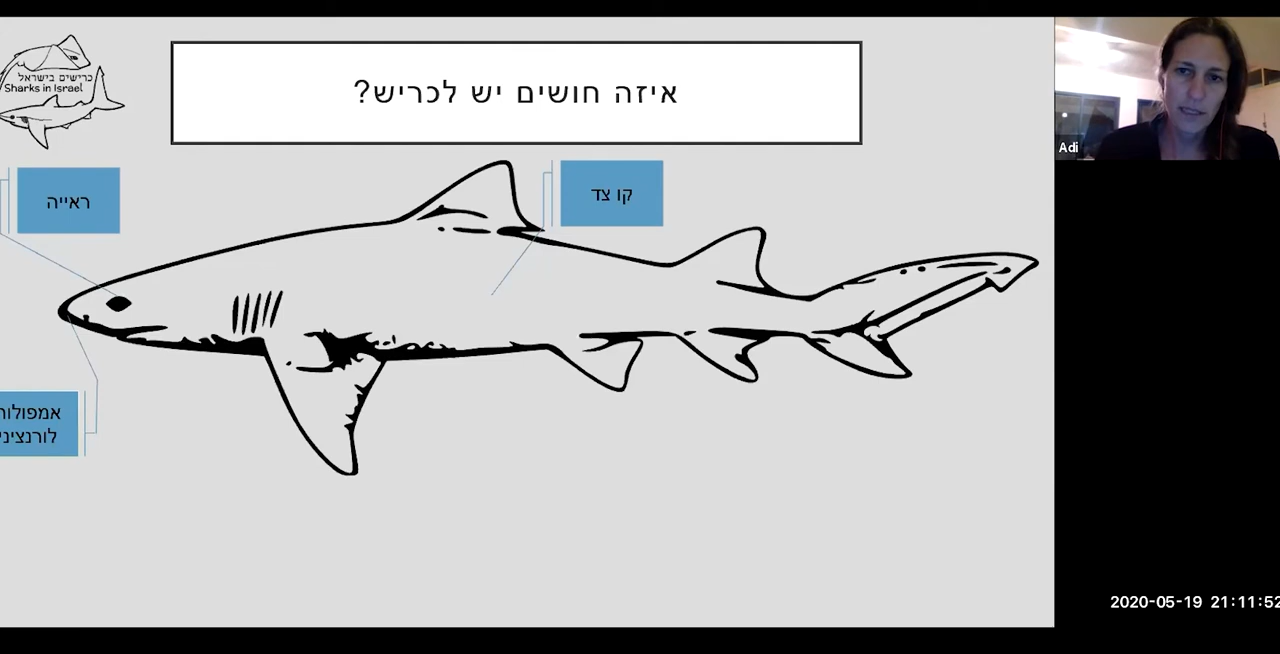 כרישים בישראל
Sharks in Israel
איזה חושים יש לכריש?
Adi
ראייה
קו צד
לורנציני
2020-05-19 21:11:52